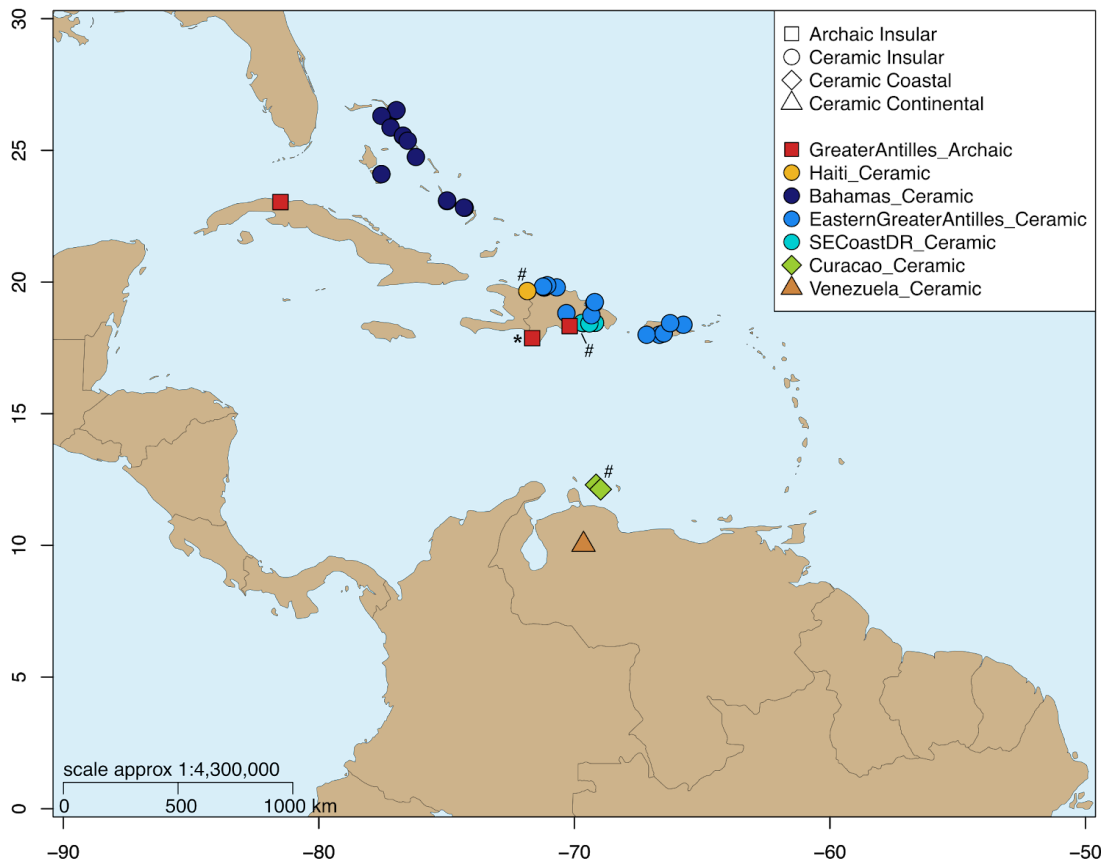 30
25
20
15
10
5
0
Archaic Insular
Ceramic Insular
Ceramic Coastal
Ceramic Continental
GreaterAntilles_Archaic
Haiti_Ceramic
Bahamas_Ceramic
EasternGreaterAntilles_Ceramic
SECoastDR_Ceramic
Curacao_Ceramic
Venezuela_Ceramic
#
*
#
#
scale approx 1:4,300,000
0 500 1000 km
−90 −80 −70 −60 −50